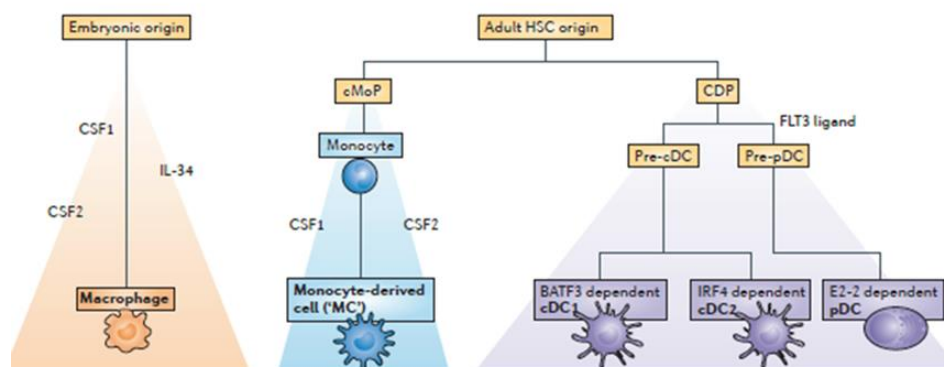 Embryonic origin
Adult HSC origin
cMoP
CDP
CSF1
FLT3 ligand
Monocyte
Pre-cDC
Pre-pDC
IL-34
CSF2
CSF1
CSF2
Macrophage
Monocyte-derived
cell ('MC')
BATF3 dependent
cDC1
IRF4 dependent
cDC2
E2-2 dependent
pDC